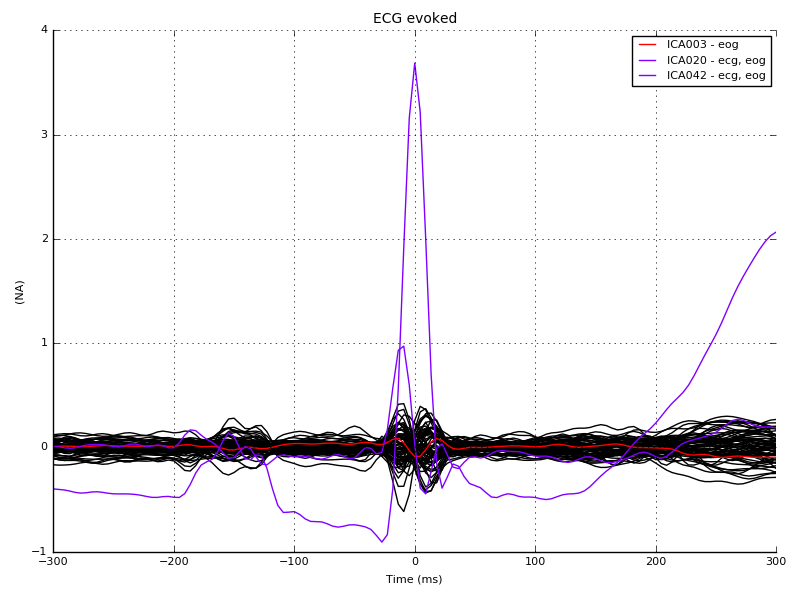 ECG evoked
4
3
2
1
0
−1
(NA)
ICA003 - eog
ICA020 - ecg, eog
ICA042 - ecg, eog
−300 −200 −100 0 100 200 300
Time (ms)